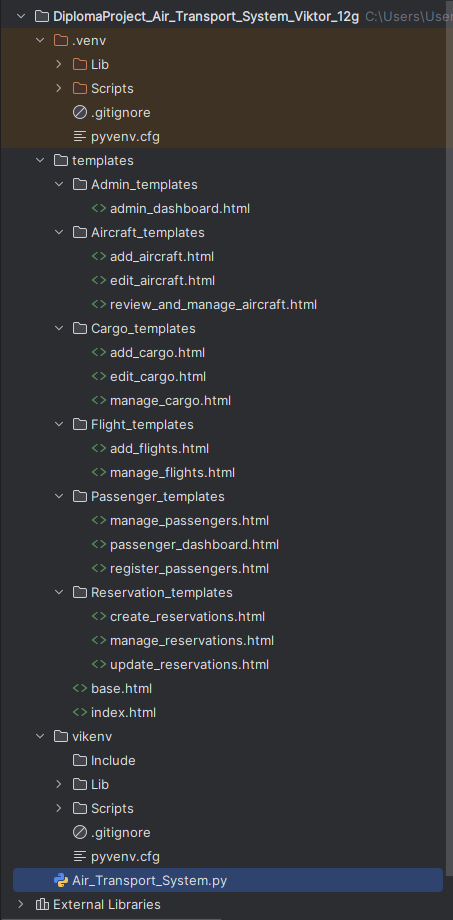 DiplomaProject_Air_Transport_System_Viktor_12g C:\Users\User
.venv
Lib
Scripts
.gitignore
pyvenv.cfg
templates
Admin_templates
admin_dashboard.html
Aircraft_templates
add_aircraft.html
edit_aircraft.html
review_and_manage_aircraft.html
Cargo_templates
add_cargo.html
edit_cargo.html
manage_cargo.html
Flight_templates
add_flights.html
manage_flights.html
Passenger_templates
manage_passengers.html
passenger_dashboard.html
register_passengers.html
Reservation_templates
create_reservations.html
manage_reservations.html
update_reservations.html
base.html
index.html
vikenv
Include
Lib
Scripts
.gitignore
pyvenv.cfg
Air_Transport_System.py
External Libraries